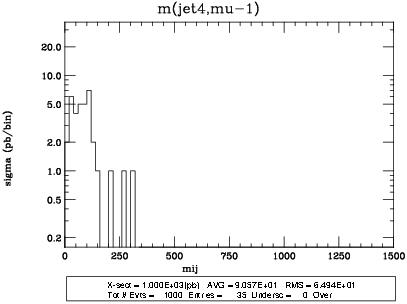 m(jet4,mu−1)
sigma (pb/bin)
20.0
10.0
5.0
2.0
1.0
0.5
0.2
0 250 500 750 1000 1250 1500
mij
X-sect = 1.000E+03(pb) AVG = 9.057E+01 RMS = 6.494E+01
Tot # Evts = 1000 Entries = 35 Undersc = 0 Over